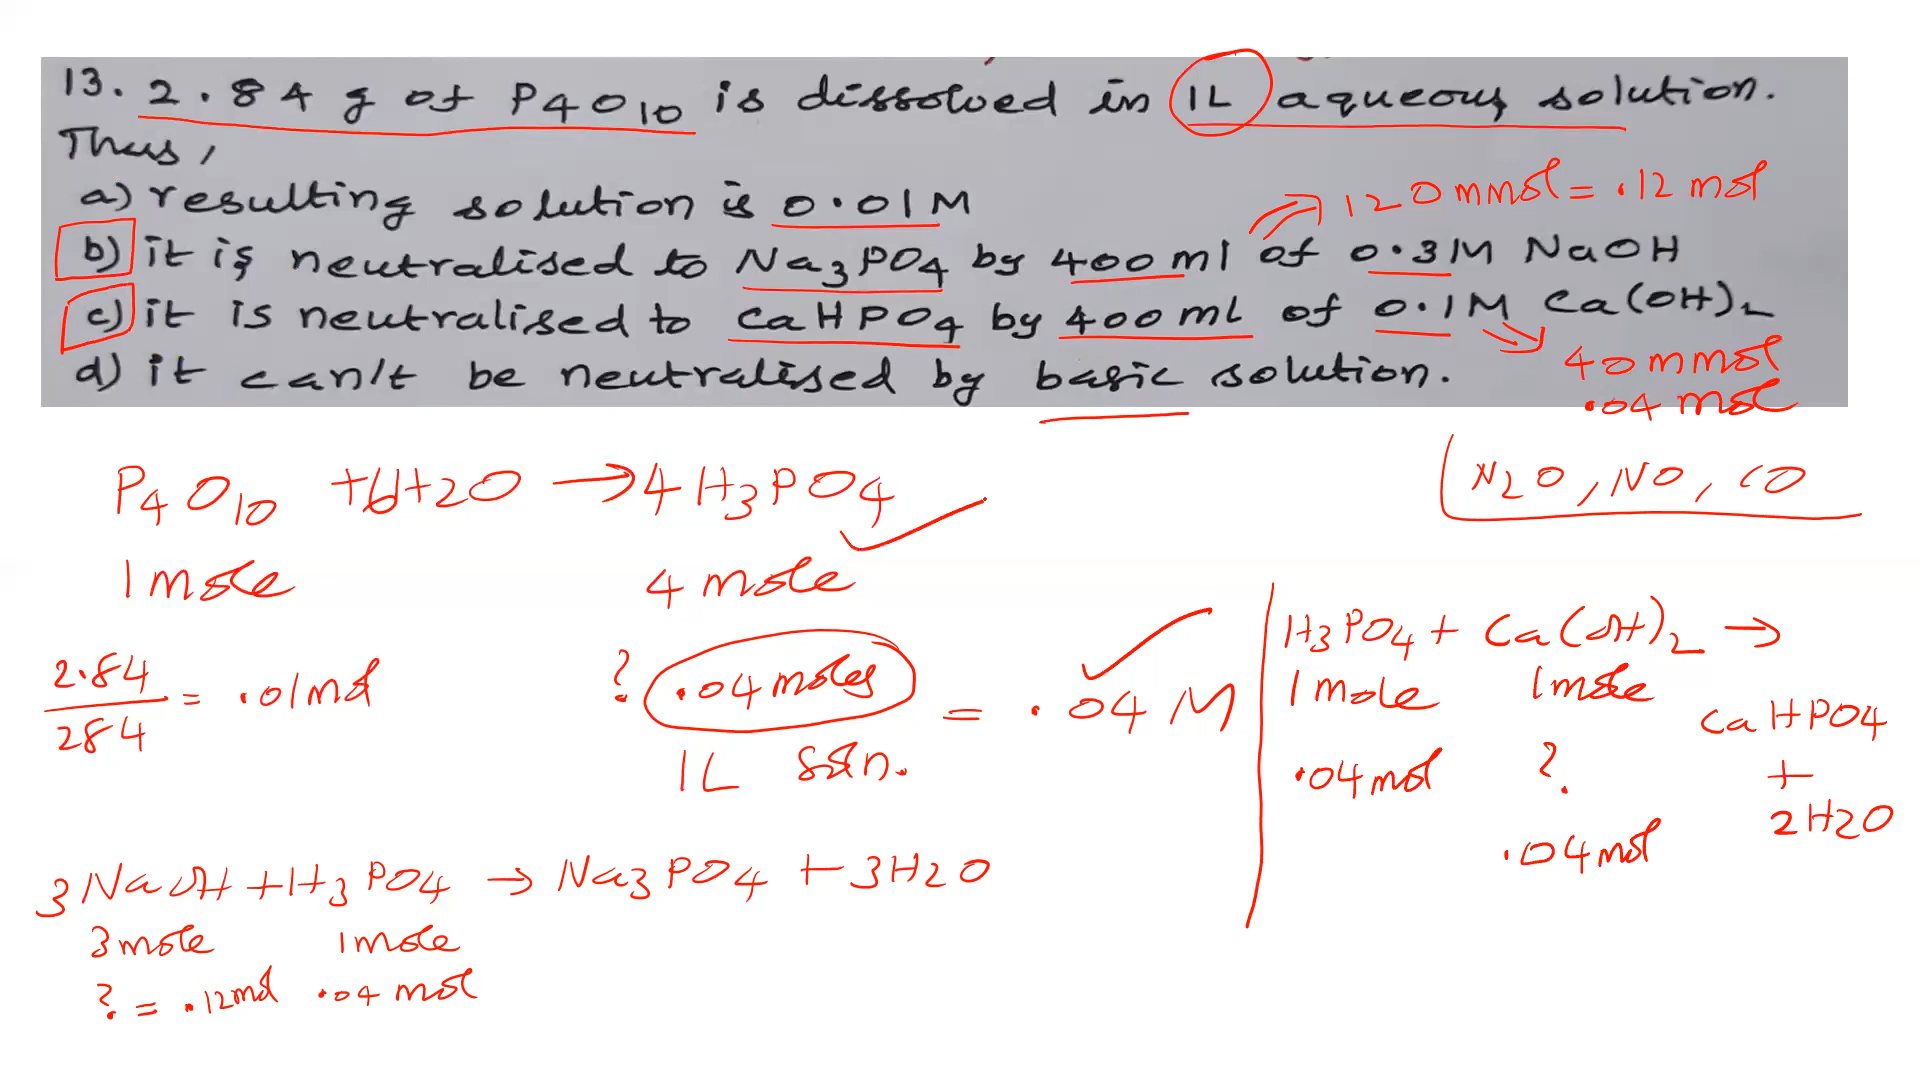 13. 2.84 g of P4O10 is dissolved in 1L aqueous solution.
Thus,
a) resulting solution is 0.01M
b) it is neutralised to Na3PO4 by 400ml of 0.3M NaOH
c) it is neutralised to CaHPO4 by 400mL of 0.1M Ca(OH)2
d) it can't be neutralised by basic solution.
120 mmol = .12 mol
40 mmol
.04 mol
N2O, NO, CO
P4O10 + 6H2O → 4H3PO4
1 mole 4 mole
2.84/284 = .01 mol ? .04 moles = .04 M
1L soln.
3NaOH + H3PO4 → Na3PO4 + 3H2O
3 mole 1 mole
? = .12 mol .04 mol
H3PO4 + Ca(OH)2 →
1 mole 1 mole
CaHPO4
.04 mol ? +
2H2O
.04 mol